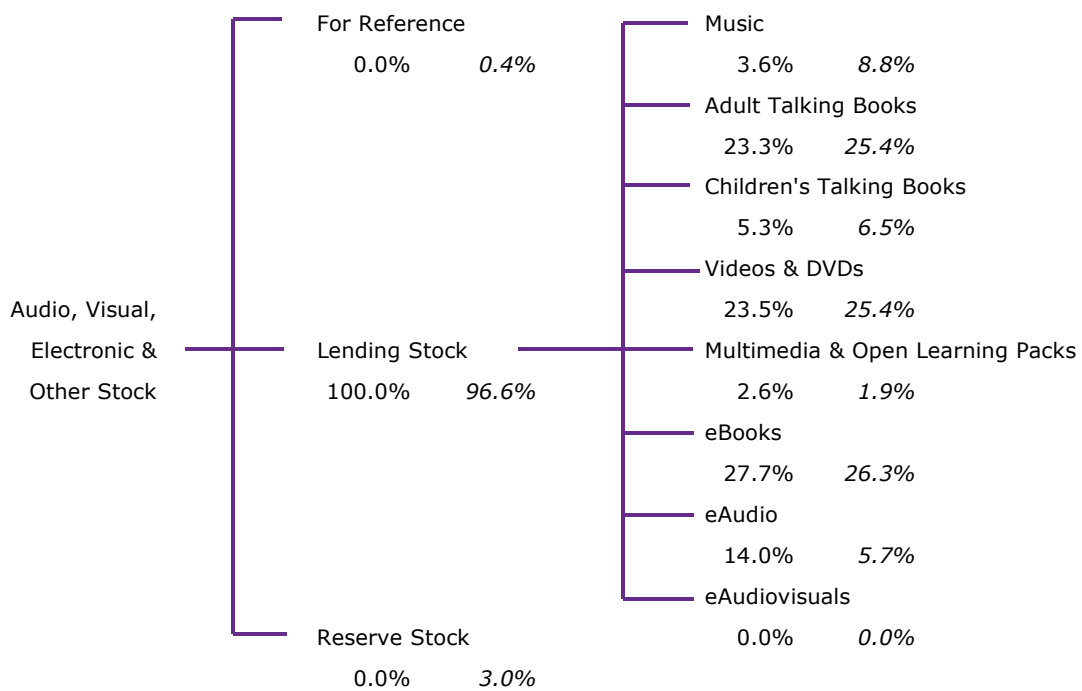 For Reference
0.0% 0.4%
Music
3.6% 8.8%
Adult Talking Books
23.3% 25.4%
Children's Talking Books
5.3% 6.5%
Videos & DVDs
23.5% 25.4%
Audio, Visual,
Electronic &
Other Stock
Lending Stock
100.0% 96.6%
Multimedia & Open Learning Packs
2.6% 1.9%
eBooks
27.7% 26.3%
eAudio
14.0% 5.7%
eAudiovisuals
0.0% 0.0%
Reserve Stock
0.0% 3.0%